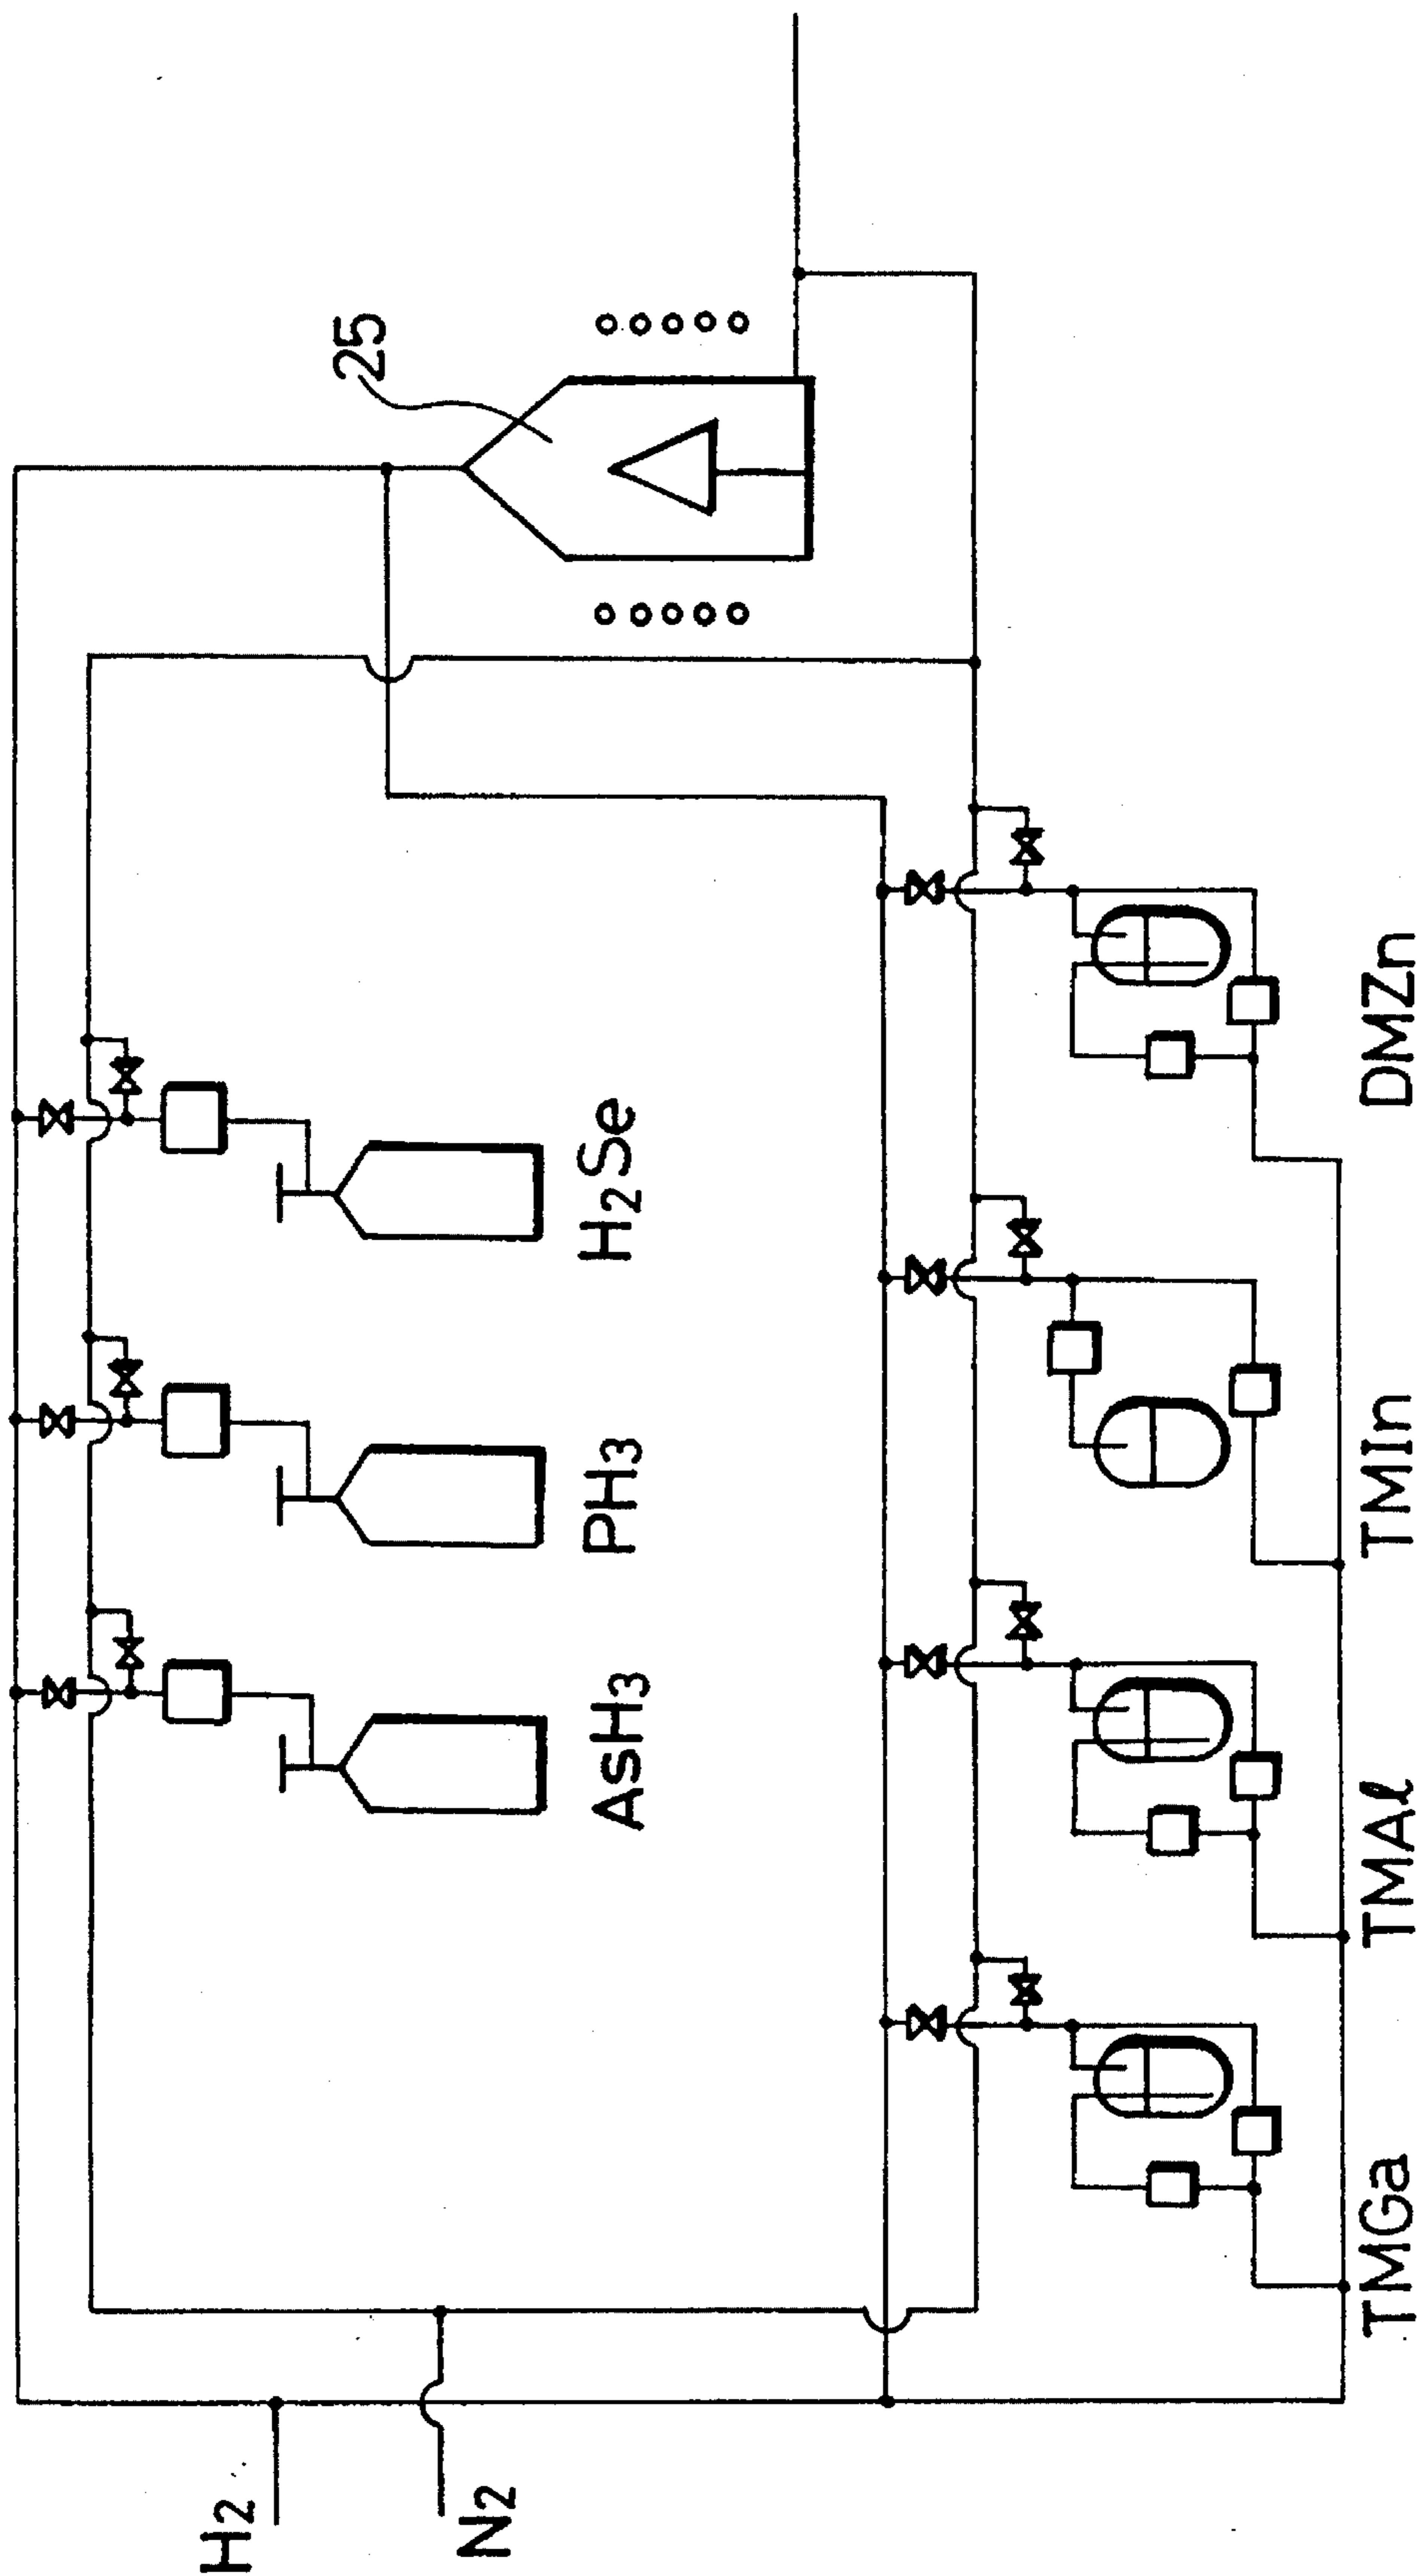 25
H2
N2
AsH3
PH3
H2Se
TMGa
TMAℓ
TMIn
DMZn